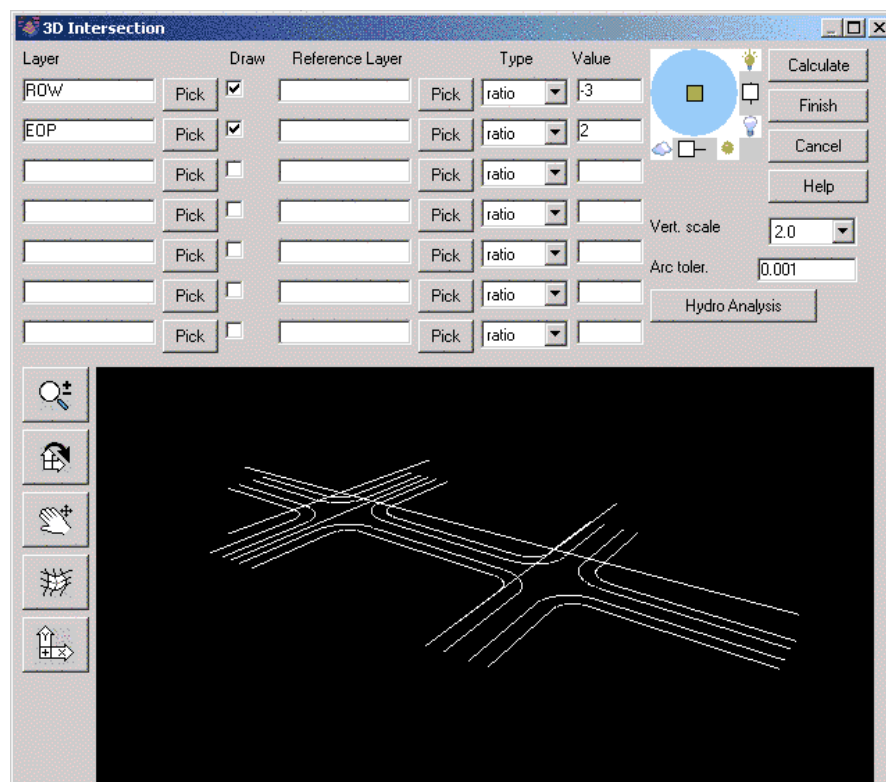 3D Intersection
Layer Draw Reference Layer Type Value
ROW Pick Pick ratio -3
EOP Pick Pick ratio 2
Pick Pick ratio
Pick Pick ratio
Pick Pick ratio
Pick Pick ratio
Pick Pick ratio
Calculate
Finish
Cancel
Help
Vert. scale 2.0
Arc toler. 0.001
Hydro Analysis
Y
X